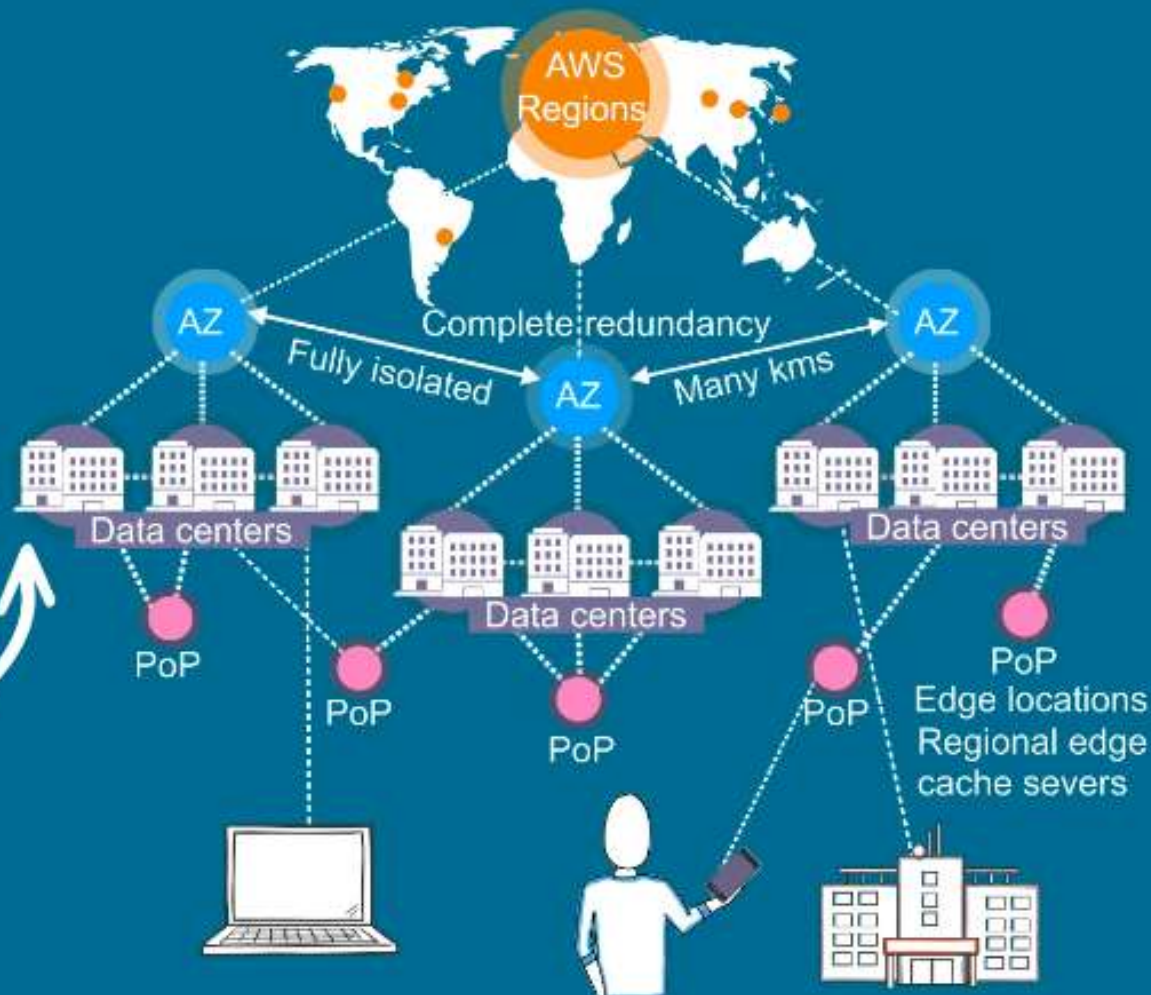 AWS
Regions
AZ
AZ
Complete redundancy
Fully isolated
AZ
Many kms
Data centers
Data centers
Data centers
PoP
PoP
PoP
PoP
PoP
Edge locations
Regional edge
cache severs